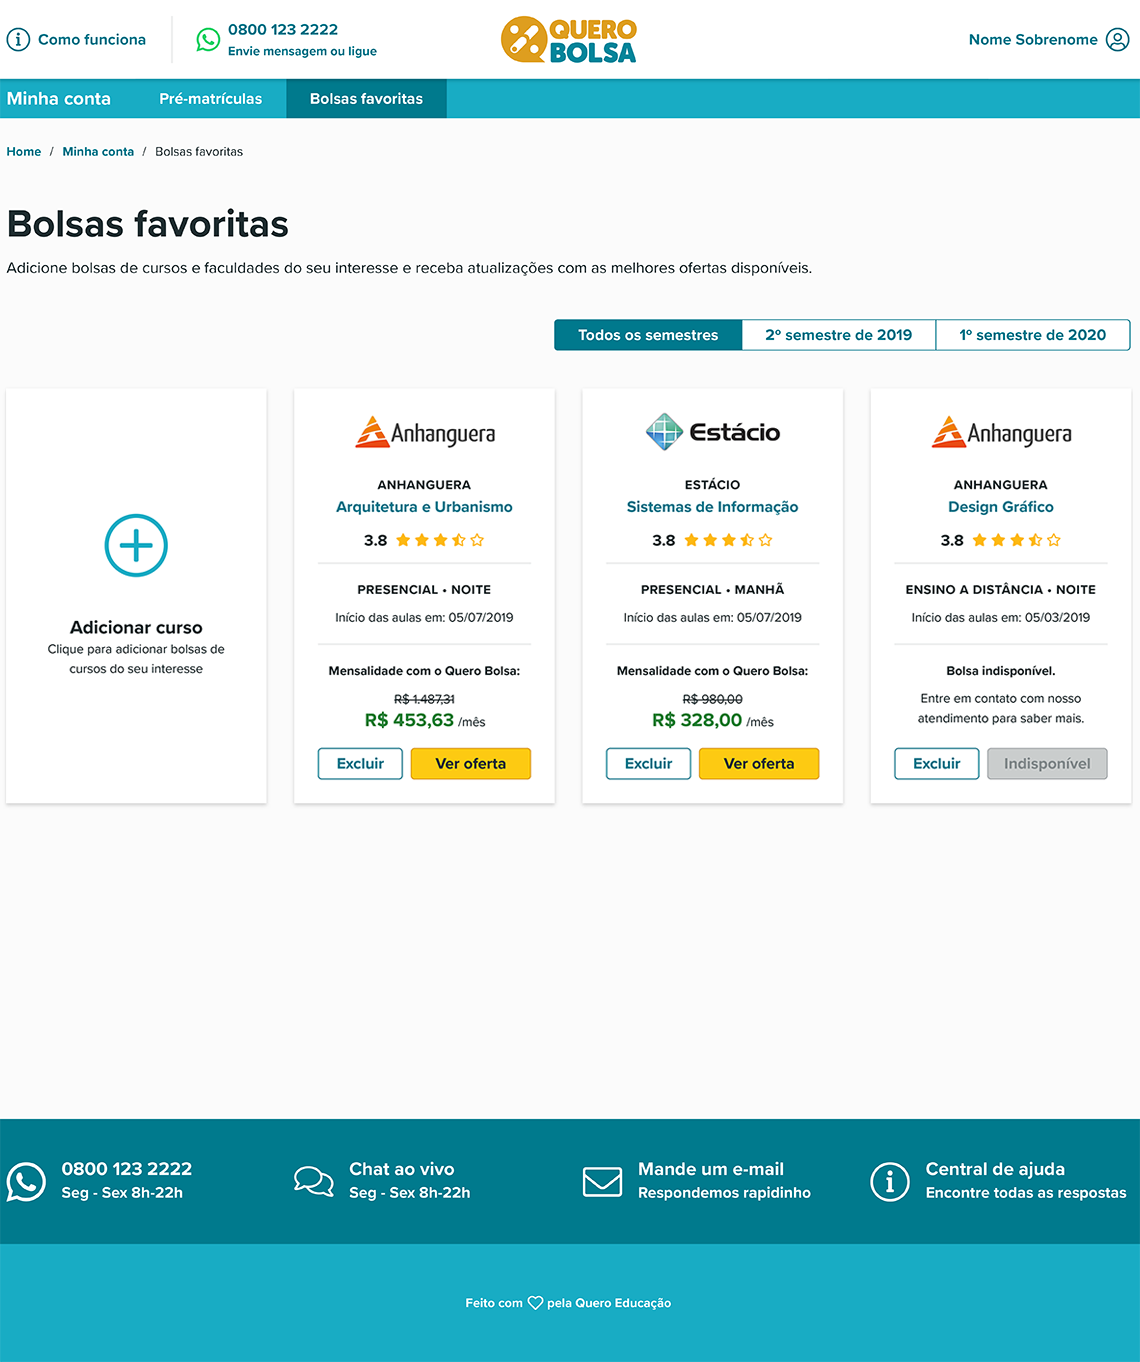 Como funciona
0800 123 2222
Envie mensagem ou ligue
QUERO
BOLSA
Nome Sobrenome
Minha conta
Pré-matrículas
Bolsas favoritas
Home / Minha conta / Bolsas favoritas
Bolsas favoritas
Adicione bolsas de cursos e faculdades do seu interesse e receba atualizações com as melhores ofertas disponíveis.
Todos os semestres
2º semestre de 2019
1º semestre de 2020
Adicionar curso
Clique para adicionar bolsas de
cursos do seu interesse
Anhanguera
ANHANGUERA
Arquitetura e Urbanismo
3.8
PRESENCIAL • NOITE
Início das aulas em: 05/07/2019
Mensalidade com o Quero Bolsa:
R$ 1.487,31
R$ 453,63 /mês
Excluir
Ver oferta
Estácio
ESTÁCIO
Sistemas de Informação
3.8
PRESENCIAL • MANHÃ
Início das aulas em: 05/07/2019
Mensalidade com o Quero Bolsa:
R$ 980,00
R$ 328,00 /mês
Excluir
Ver oferta
Anhanguera
ANHANGUERA
Design Gráfico
3.8
ENSINO A DISTÂNCIA • NOITE
Início das aulas em: 05/03/2019
Bolsa indisponível.
Entre em contato com nosso
atendimento para saber mais.
Excluir
Indisponível
0800 123 2222
Seg - Sex 8h-22h
Chat ao vivo
Seg - Sex 8h-22h
Mande um e-mail
Respondemos rapidinho
Central de ajuda
Encontre todas as respostas
Feito com ♡ pela Quero Educação